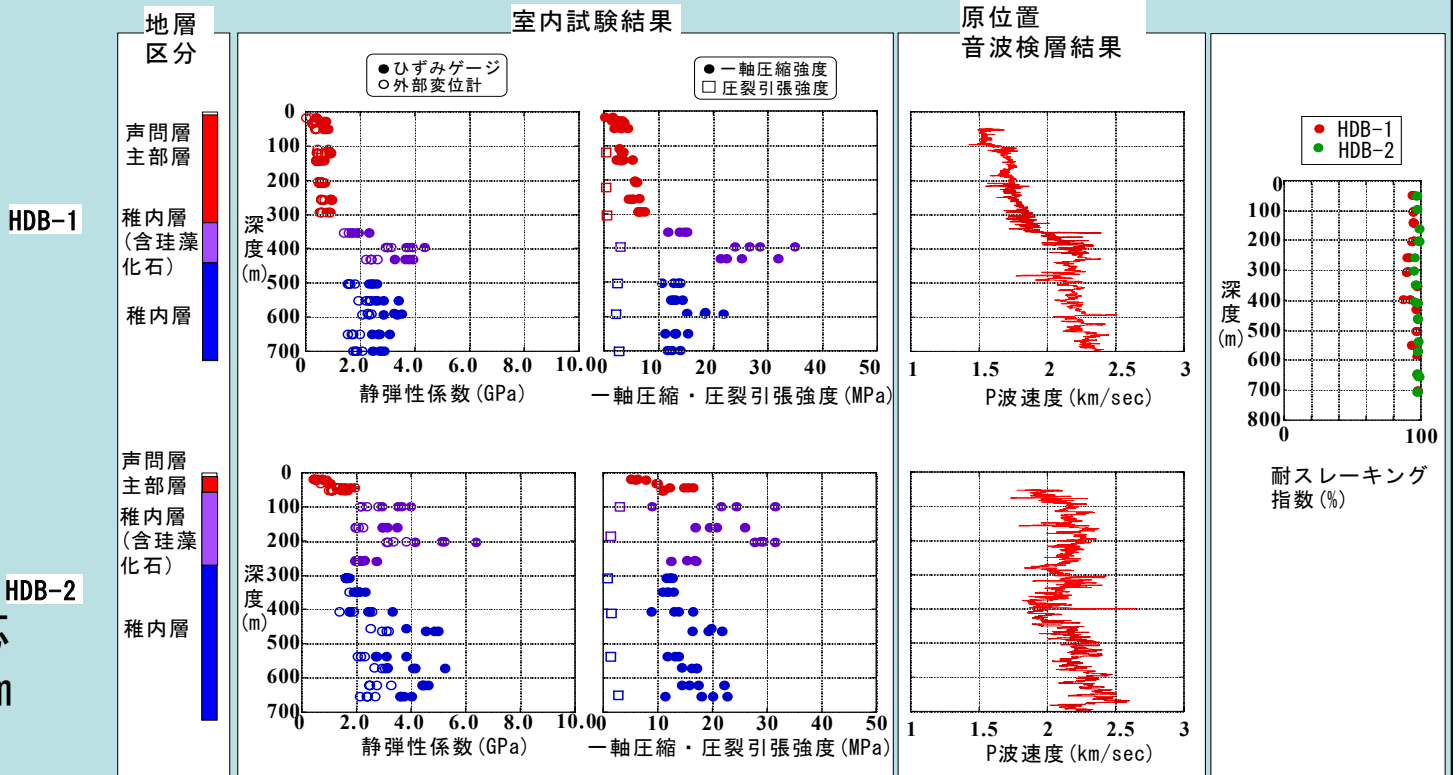 地層
区分
室内試験結果
原位置
音波検層結果
HDB-1
声問層
主部層
稚内層
(含珪藻
化石)
稚内層
●ひずみゲージ
○外部変位計
0
100
200
300
400
500
600
700
深度
(m)
0 2.0 4.0 6.0 8.0 10.0
静弾性係数(GPa)
●一軸圧縮強度
□圧裂引張強度
0 10 20 30 40 50
一軸圧縮・圧裂引張強度(MPa)
1 1.5 2 2.5 3
P波速度(km/sec)
HDB-1
HDB-2
0
100
200
300
400
500
600
700
800
深度
(m)
0 100
耐スレーキング
指数(%)
HDB-2
m
声問層
主部層
稚内層
(含珪藻
化石)
稚内層
0
100
200
300
400
500
600
700
深度
(m)
2.0 4.0 6.0 8.0 10.0
静弾性係数(GPa)
0 10 20 30 40 50
一軸圧縮・圧裂引張強度(MPa)
1 1.5 2 2.5 3
P波速度(km/sec)